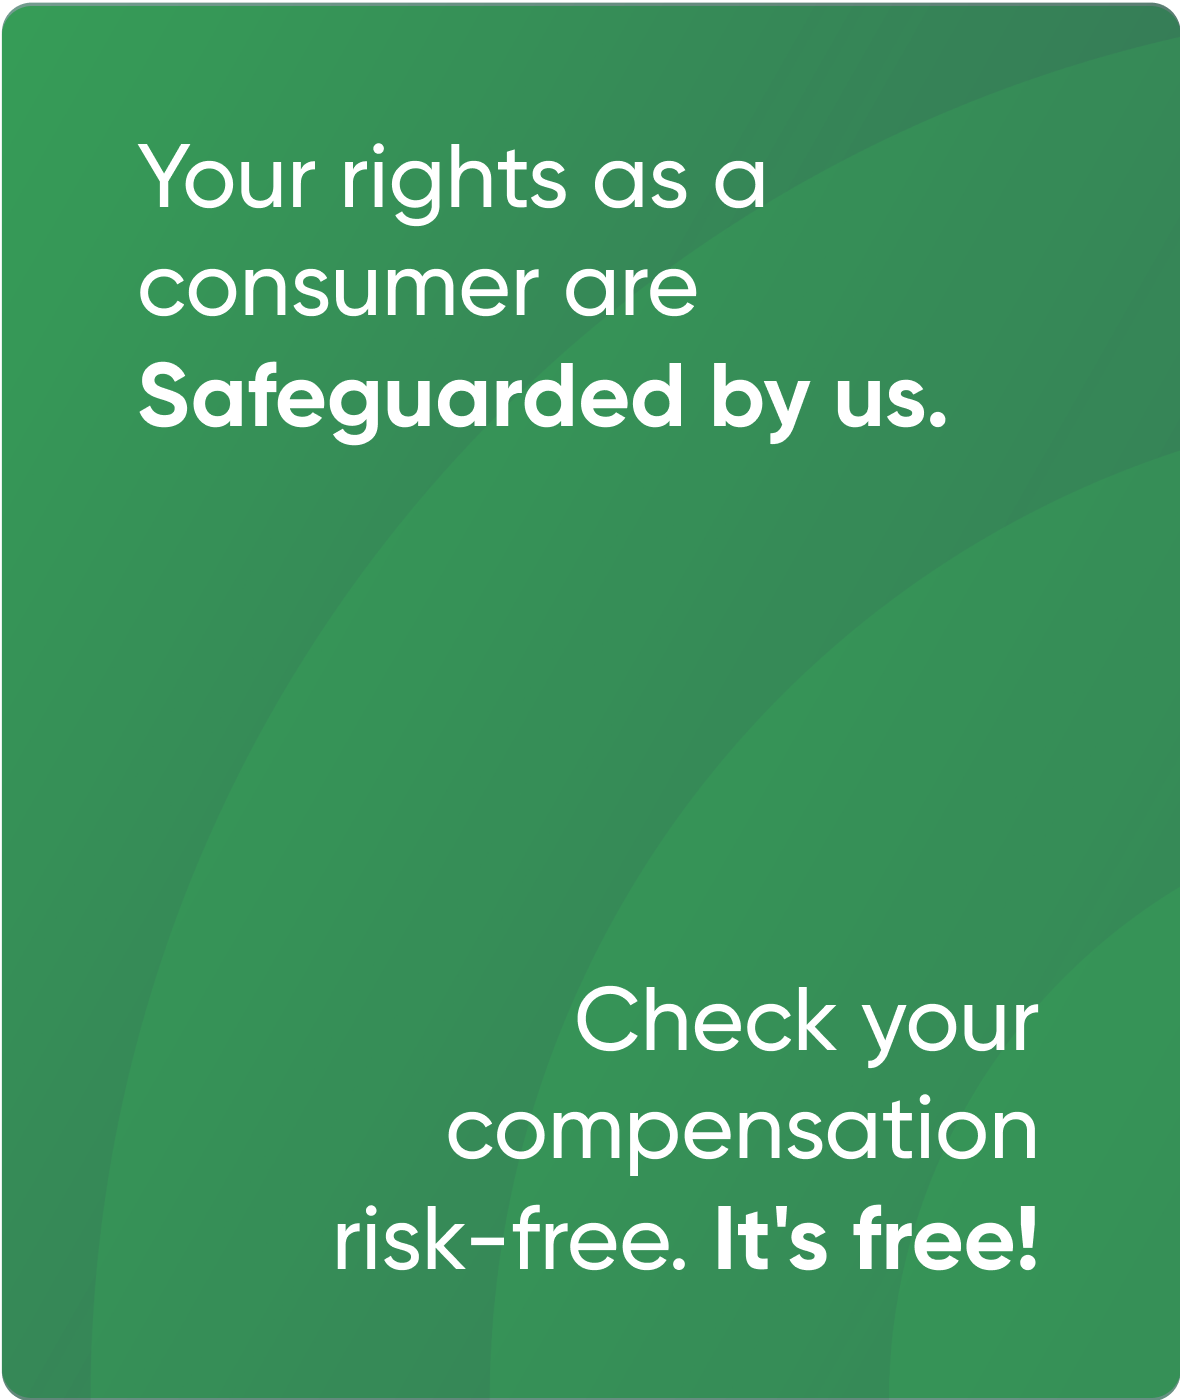 Your rights as a
consumer are
Safeguarded by us.
Check your
compensation
risk-free. It's free!